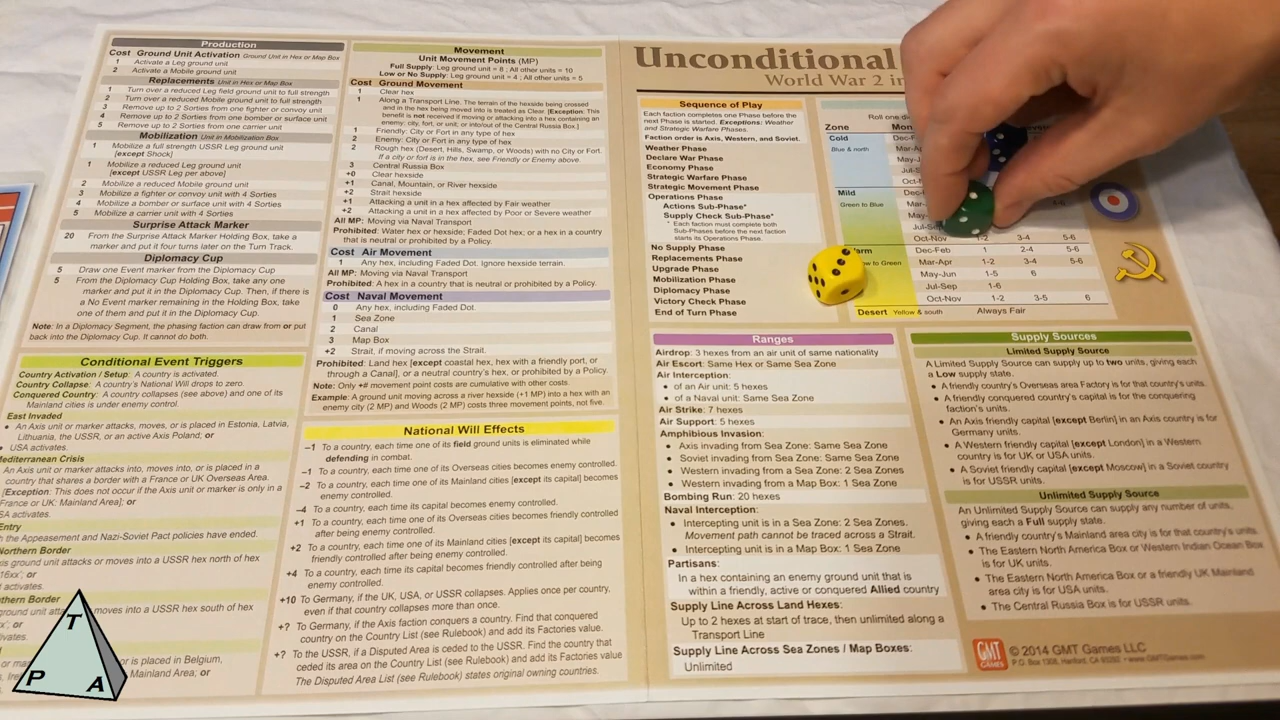 Production
Cost Ground Unit Activation Ground Unit in Hex or Map Box
1 Activate a Leg ground unit
2 Activate a Mobile ground unit
Replacements Unit in Hex or Map Box
1 Turn over a reduced Leg field ground unit to full strength
2 Turn over a reduced Mobile ground unit to full strength
3 Remove up to 2 Sorties from one fighter or convoy unit
4 Remove up to 2 Sorties from one bomber or surface unit
5 Remove up to 2 Sorties from one carrier unit
Mobilization Unit in Mobilization Box
1 Mobilize a full strength USSR Leg ground unit
[except Shock]
1 Mobilize a reduced Leg ground unit
[except USSR Leg per above]
2 Mobilize a reduced Mobile ground unit
3 Mobilize a fighter or convoy unit with 4 Sorties
4 Mobilize a bomber or surface unit with 4 Sorties
5 Mobilize a carrier unit with 4 Sorties
Surprise Attack Marker
20 From the Surprise Attack Marker Holding Box, take a
marker and put it four turns later on the Turn Track.
Diplomacy Cup
5 Draw one Event marker from the Diplomacy Cup
5 From the Diplomacy Cup Holding Box, take any one
marker and put it in the Diplomacy Cup. Then, if there is
a No Event marker remaining in the Holding Box, take
one of them and put it in the Diplomacy Cup.
Note: In a Diplomacy Segment, the phasing faction can draw from or put
back into the Diplomacy Cup. It cannot do both.
Conditional Event Triggers
Country Activation / Setup: A country is activated.
Country Collapse: A country's National Will drops to zero.
Conquered Country: A country collapses (see above) and one of its
Mainland cities is under enemy control.
East Invaded
• An Axis unit or marker attacks, moves, or is placed in Estonia, Latvia,
Lithuania, the USSR, or an active Axis Poland; or
• USA activates.
editerranean Crisis
An Axis unit or marker attacks into, moves into, or is placed in a
country that shares a border with a France or UK Overseas Area.
[Exception: This does not occur if the Axis unit or marker is only in a
France or UK: Mainland Area]; or
SA activates.
Entry
h the Appeasement and Nazi-Soviet Pact policies have ended.
Northern Border
is ground unit attacks or moves into a USSR hex north of hex
16xx'; or
activates.
thern Border
ground unit atta moves into a USSR hex south of hex
xx'; or
or is placed in Belgium,
Mainland Area; or
Movement
Unit Movement Points (MP)
Full Supply: Leg ground unit = 8 ; All other units = 10
Low or No Supply: Leg ground unit = 4 ; All other units = 5
Cost Ground Movement
1 Clear hex
1 Along a Transport Line. The terrain of the hexside being crossed
and in the hex being moved into is treated as Clear. [Exception: This
benefit is not received if moving or attacking into a hex containing an
enemy: city, fort, or unit; or into/out of the Central Russia Box.]
1 Friendly: City or Fort in any type of hex
2 Enemy: City or Fort in any type of hex
2 Rough hex (Desert, Hills, Swamp, or Woods) with no City or Fort.
If a city or fort is in the hex, see Friendly or Enemy above.
3 Central Russia Box
+0 Clear hexside
+1 Canal, Mountain, or River hexside
+2 Strait hexside
+1 Attacking a unit in a hex affected by Fair weather
+2 Attacking a unit in a hex affected by Poor or Severe weather
All MP: Moving via Naval Transport
Prohibited: Water hex or hexside; Faded Dot hex; or a hex in a country
that is neutral or prohibited by a Policy.
Cost Air Movement
1 Any hex, including Faded Dot. Ignore hexside terrain.
All MP: Moving via Naval Transport
Prohibited: A hex in a country that is neutral or prohibited by a Policy.
Cost Naval Movement
0 Any hex, including Faded Dot.
1 Sea Zone
2 Canal
3 Map Box
+2 Strait, if moving across the Strait.
Prohibited: Land hex [except coastal hex, hex with a friendly port, or
through a Canal], or a neutral country's hex, or prohibited by a Policy.
Note: Only +# movement point costs are cumulative with other costs.
Example: A ground unit moving across a river hexside (+1 MP) into a hex with an
enemy city (2 MP) and Woods (2 MP) costs three movement points, not five.
National Will Effects
–1 To a country, each time one of its field ground units is eliminated while
defending in combat.
–1 To a country, each time one of its Overseas cities becomes enemy controlled.
–2 To a country, each time one of its Mainland cities [except its capital] becomes
enemy controlled.
–4 To a country, each time its capital becomes enemy controlled.
+1 To a country, each time one of its Overseas cities becomes friendly controlled
after being enemy controlled.
+2 To a country, each time one of its Mainland cities [except its capital] becomes
friendly controlled after being enemy controlled.
+4 To a country, each time its capital becomes friendly controlled after being
enemy controlled.
+10 To Germany, if the UK, USA, or USSR collapses. Applies once per country,
even if that country collapses more than once.
+? To Germany, if the Axis faction conquers a country. Find that conquered
country on the Country List (see Rulebook) and add its Factories value.
+? To the USSR, if a Disputed Area is ceded to the USSR. Find the country that
ceded its area on the Country List (see Rulebook) and add its Factories value
The Disputed Area List (see Rulebook) states original owning countries.
Unconditional
World War 2 in
Sequence of Play
Each faction completes one Phase before the
next Phase is started. Exceptions: Weather
and Strategic Warfare Phases.
Faction order is Axis, Western, and Soviet.
Weather Phase
Declare War Phase
Economy Phase
Strategic Warfare Phase
Strategic Movement Phase
Operations Phase
Actions Sub-Phase*
Supply Check Sub-Phase*
* Each faction must complete both
Sub-Phases before the next faction
starts its Operations Phase.
No Supply Phase
Replacements Phase
Upgrade Phase
Mobilization Phase
Diplomacy Phase
Victory Check Phase
End of Turn Phase
Roll one di
Zone Mon
Cold Dec-F
Blue & north Mar-Ap
May-J
Oct-N
Mild Dec-
Green to Blue Mar- 4-6
May-
Jul-Se
Oct-Nov 1-2 3-4 5-6
arm Dec-Feb 1 2-4 5-6
ow to Green Mar-Apr 1-2 3-4 5-6
May-Jun 1-5 6
Jul-Sep 1-6
Oct-Nov 1-2 3-5 6
Desert Yellow & south Always Fair
Ranges
Airdrop: 3 hexes from an air unit of same nationality
Air Escort: Same Hex or Same Sea Zone
Air Interception:
• of an Air unit: 5 hexes
• of a Naval unit: Same Sea Zone
Air Strike: 7 hexes
Air Support: 5 hexes
Amphibious Invasion:
• Axis invading from Sea Zone: Same Sea Zone
• Soviet invading from Sea Zone: Same Sea Zone
• Western invading from a Sea Zone: 2 Sea Zones
• Western invading from a Map Box: 1 Sea Zone
Bombing Run: 20 hexes
Naval Interception:
• Intercepting unit is in a Sea Zone: 2 Sea Zones.
Movement path cannot be traced across a Strait.
• Intercepting unit is in a Map Box: 1 Sea Zone
Partisans:
In a hex containing an enemy ground unit that is
within a friendly, active or conquered Allied country
Supply Line Across Land Hexes:
Up to 2 hexes at start of trace, then unlimited along a
Transport Line
Supply Line Across Sea Zones / Map Boxes:
Unlimited
Supply Sources
Limited Supply Source
A Limited Supply Source can supply up to two units, giving each
a Low supply state.
• A friendly country's Overseas area Factory is for that country's units.
• A friendly conquered country's capital is for the conquering
faction's units.
• An Axis friendly capital [except Berlin] in an Axis country is for
Germany units.
• A Western friendly capital [except London] in a Western
country is for UK or USA units.
• A Soviet friendly capital [except Moscow] in a Soviet country
is for USSR units.
Unlimited Supply Source
An Unlimited Supply Source can supply any number of units,
giving each a Full supply state.
• A friendly country's Mainland area city is for that country's units.
• The Eastern North America Box or Western Indian Ocean Box
is for UK units.
• The Eastern North America Box or a friendly UK Mainland
area city is for USA units.
• The Central Russia Box is for USSR units.
GMT GAMES
© 2014 GMT Games LLC
P.O. Box 1308, Hanford, CA 93232 • www.GMTGames.com
T
P A